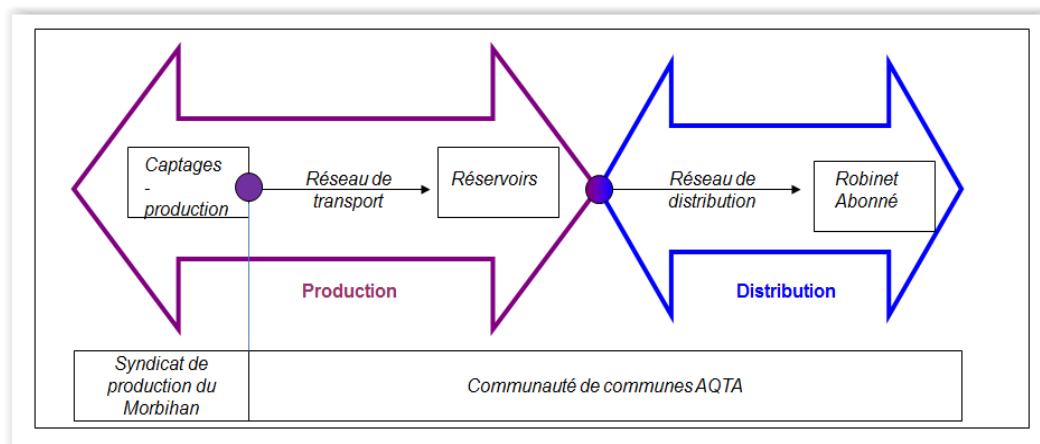 Captages
-
production
Réseau de
transport
Réservoirs
Réseau de
distribution
Robinet
Abonné
Production
Distribution
Syndicat de
production du
Morbihan
Communauté de communes AQTA